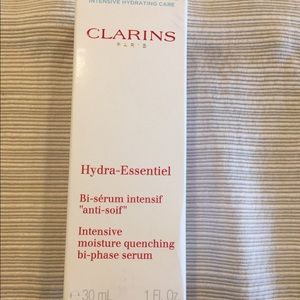 INTENSIVE HYDRATING CARE
CLARINS
PARIS
Hydra-Essentiel
Bi-sérum intensif
"anti-soif"
Intensive
moisture quenching
bi-phase serum
℮ 30 ml 1 Fl.Oz.